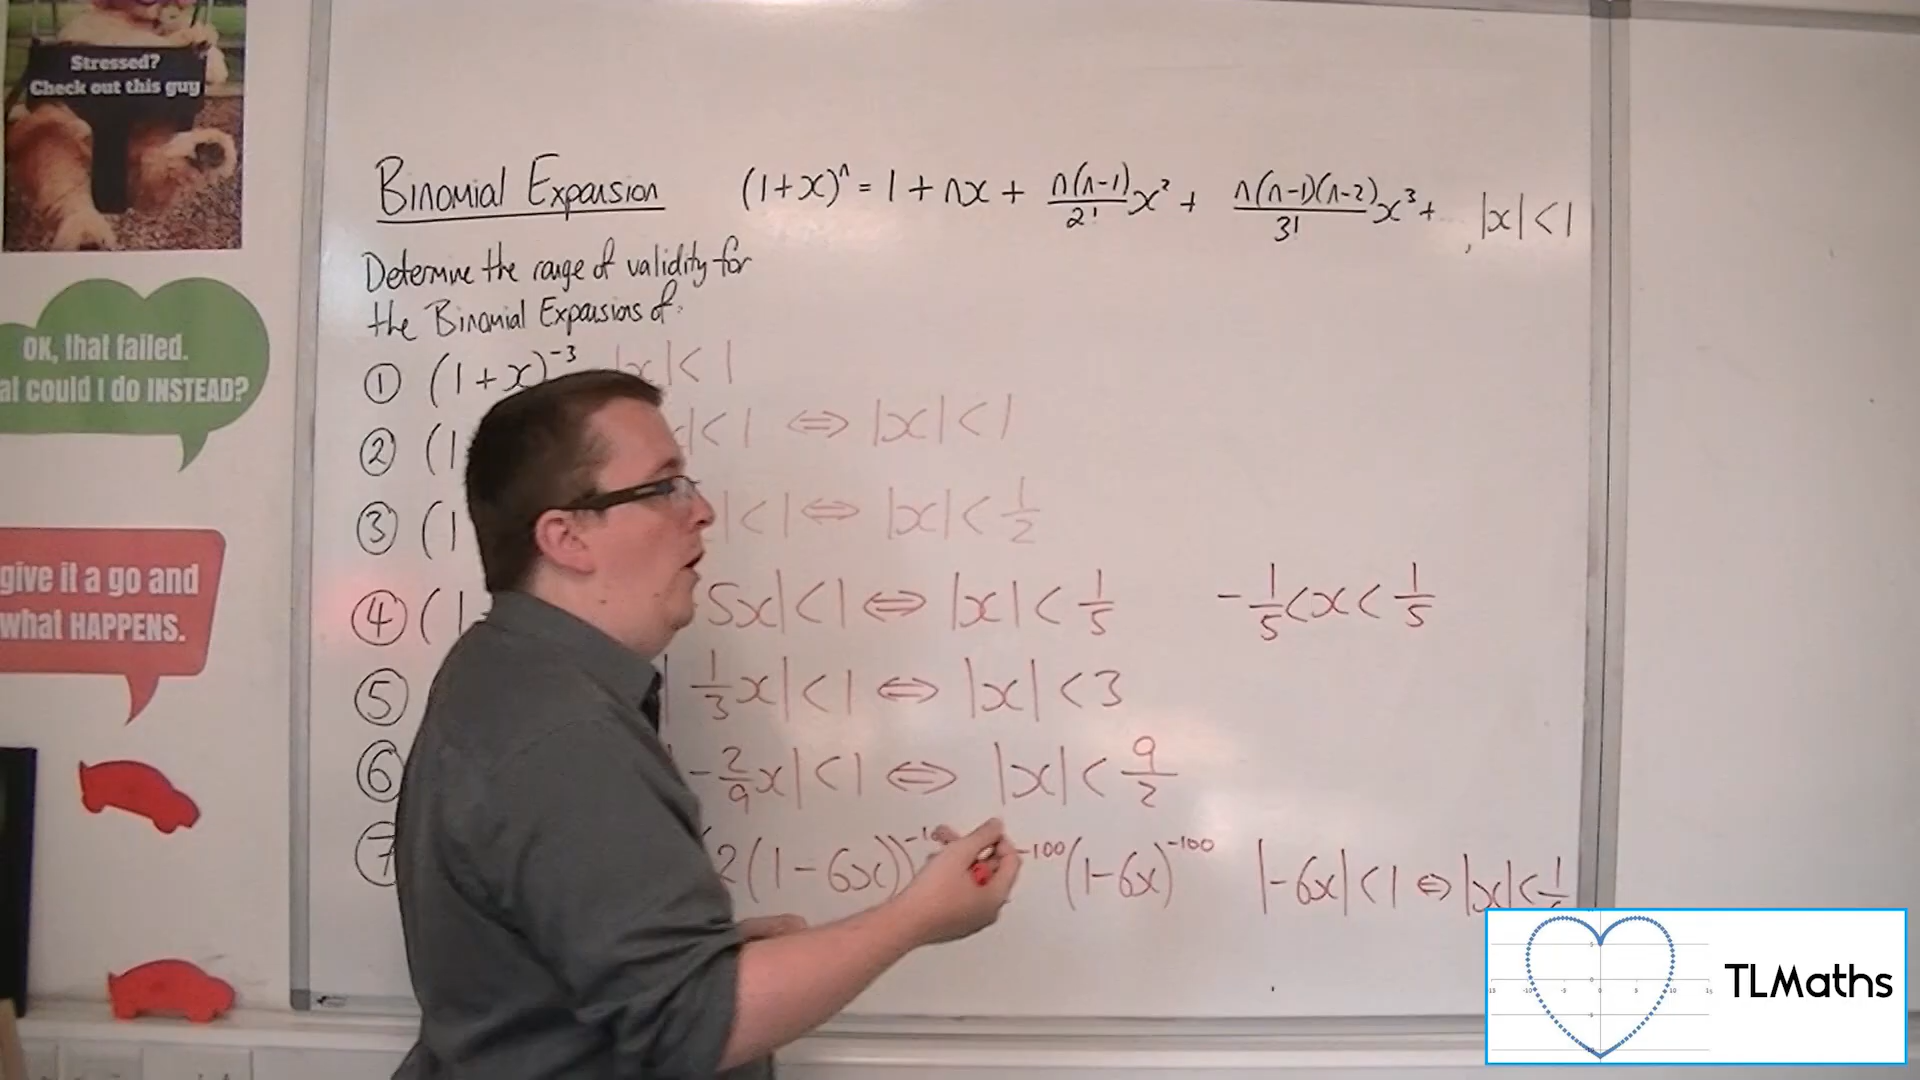 Stressed?
Check out this guy
OK, that failed.
could I do INSTEAD?
give it a go and
what HAPPENS.
Binomial Expansion (1+x)ⁿ = 1 + nx + n(n-1)/2! x² + n(n-1)(n-2)/3! x³ + ... , |x| < 1
Determine the range of validity for
the Binomial Expansions of:
① (1+x)⁻³ |x| < 1
② (1 | < 1 ⇔ |x| < 1
③ (1 | < 1 ⇔ |x| < 1/2
④ (1 5x| < 1 ⇔ |x| < 1/5 -1/5 < x < 1/5
⑤ |1/3 x| < 1 ⇔ |x| < 3
⑥ -2/9 x| < 1 ⇔ |x| < 9/2
⑦ (2(1-6x)) ⁻¹⁰⁰(1-6x)⁻¹⁰⁰ |-6x| < 1 ⇔ |x| < 1
TLMaths